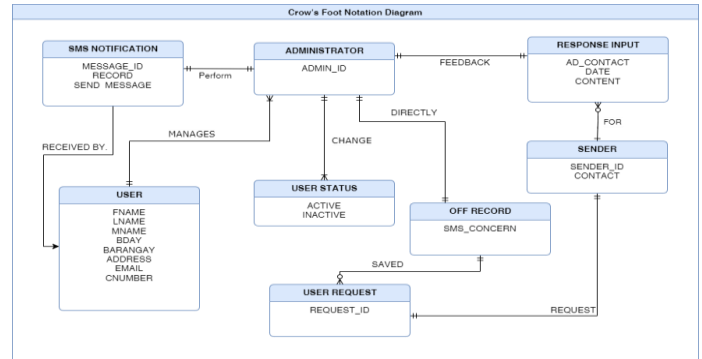 Crow's Foot Notation Diagram
SMS NOTIFICATION
MESSAGE_ID
RECORD
SEND MESSAGE
Perform
ADMINISTRATOR
ADMIN_ID
FEEDBACK
RESPONSE INPUT
AD_CONTACT
DATE
CONTENT
RECEIVED BY.
MANAGES
CHANGE
DIRECTLY
FOR
SENDER
SENDER_ID
CONTACT
USER
FNAME
LNAME
MNAME
BDAY
BARANGAY
ADDRESS
EMAIL
CNUMBER
USER STATUS
ACTIVE
INACTIVE
OFF RECORD
SMS_CONCERN
SAVED
USER REQUEST
REQUEST_ID
REQUEST